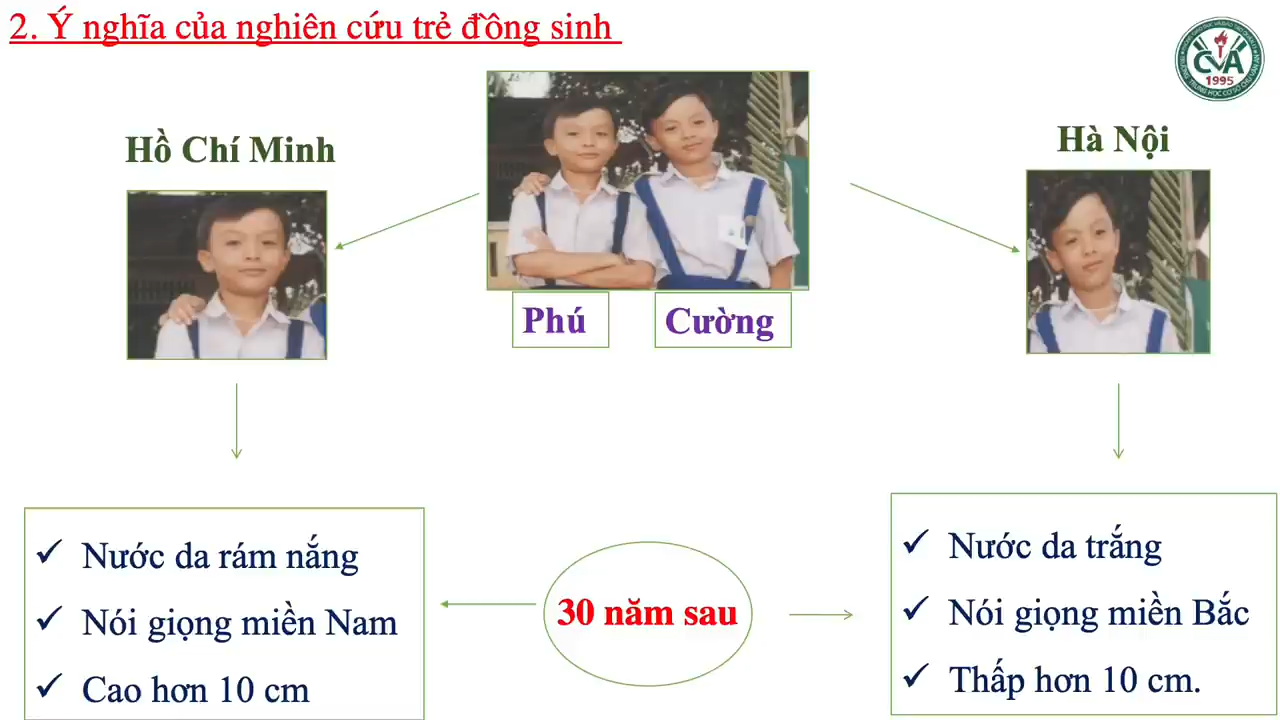 2. Ý nghĩa của nghiên cứu trẻ đồng sinh
CVA
1995
Hồ Chí Minh
Hà Nội
Phú
Cường
Nước da rám nắng
Nói giọng miền Nam
Cao hơn 10 cm
30 năm sau
Nước da trắng
Nói giọng miền Bắc
Thấp hơn 10 cm.